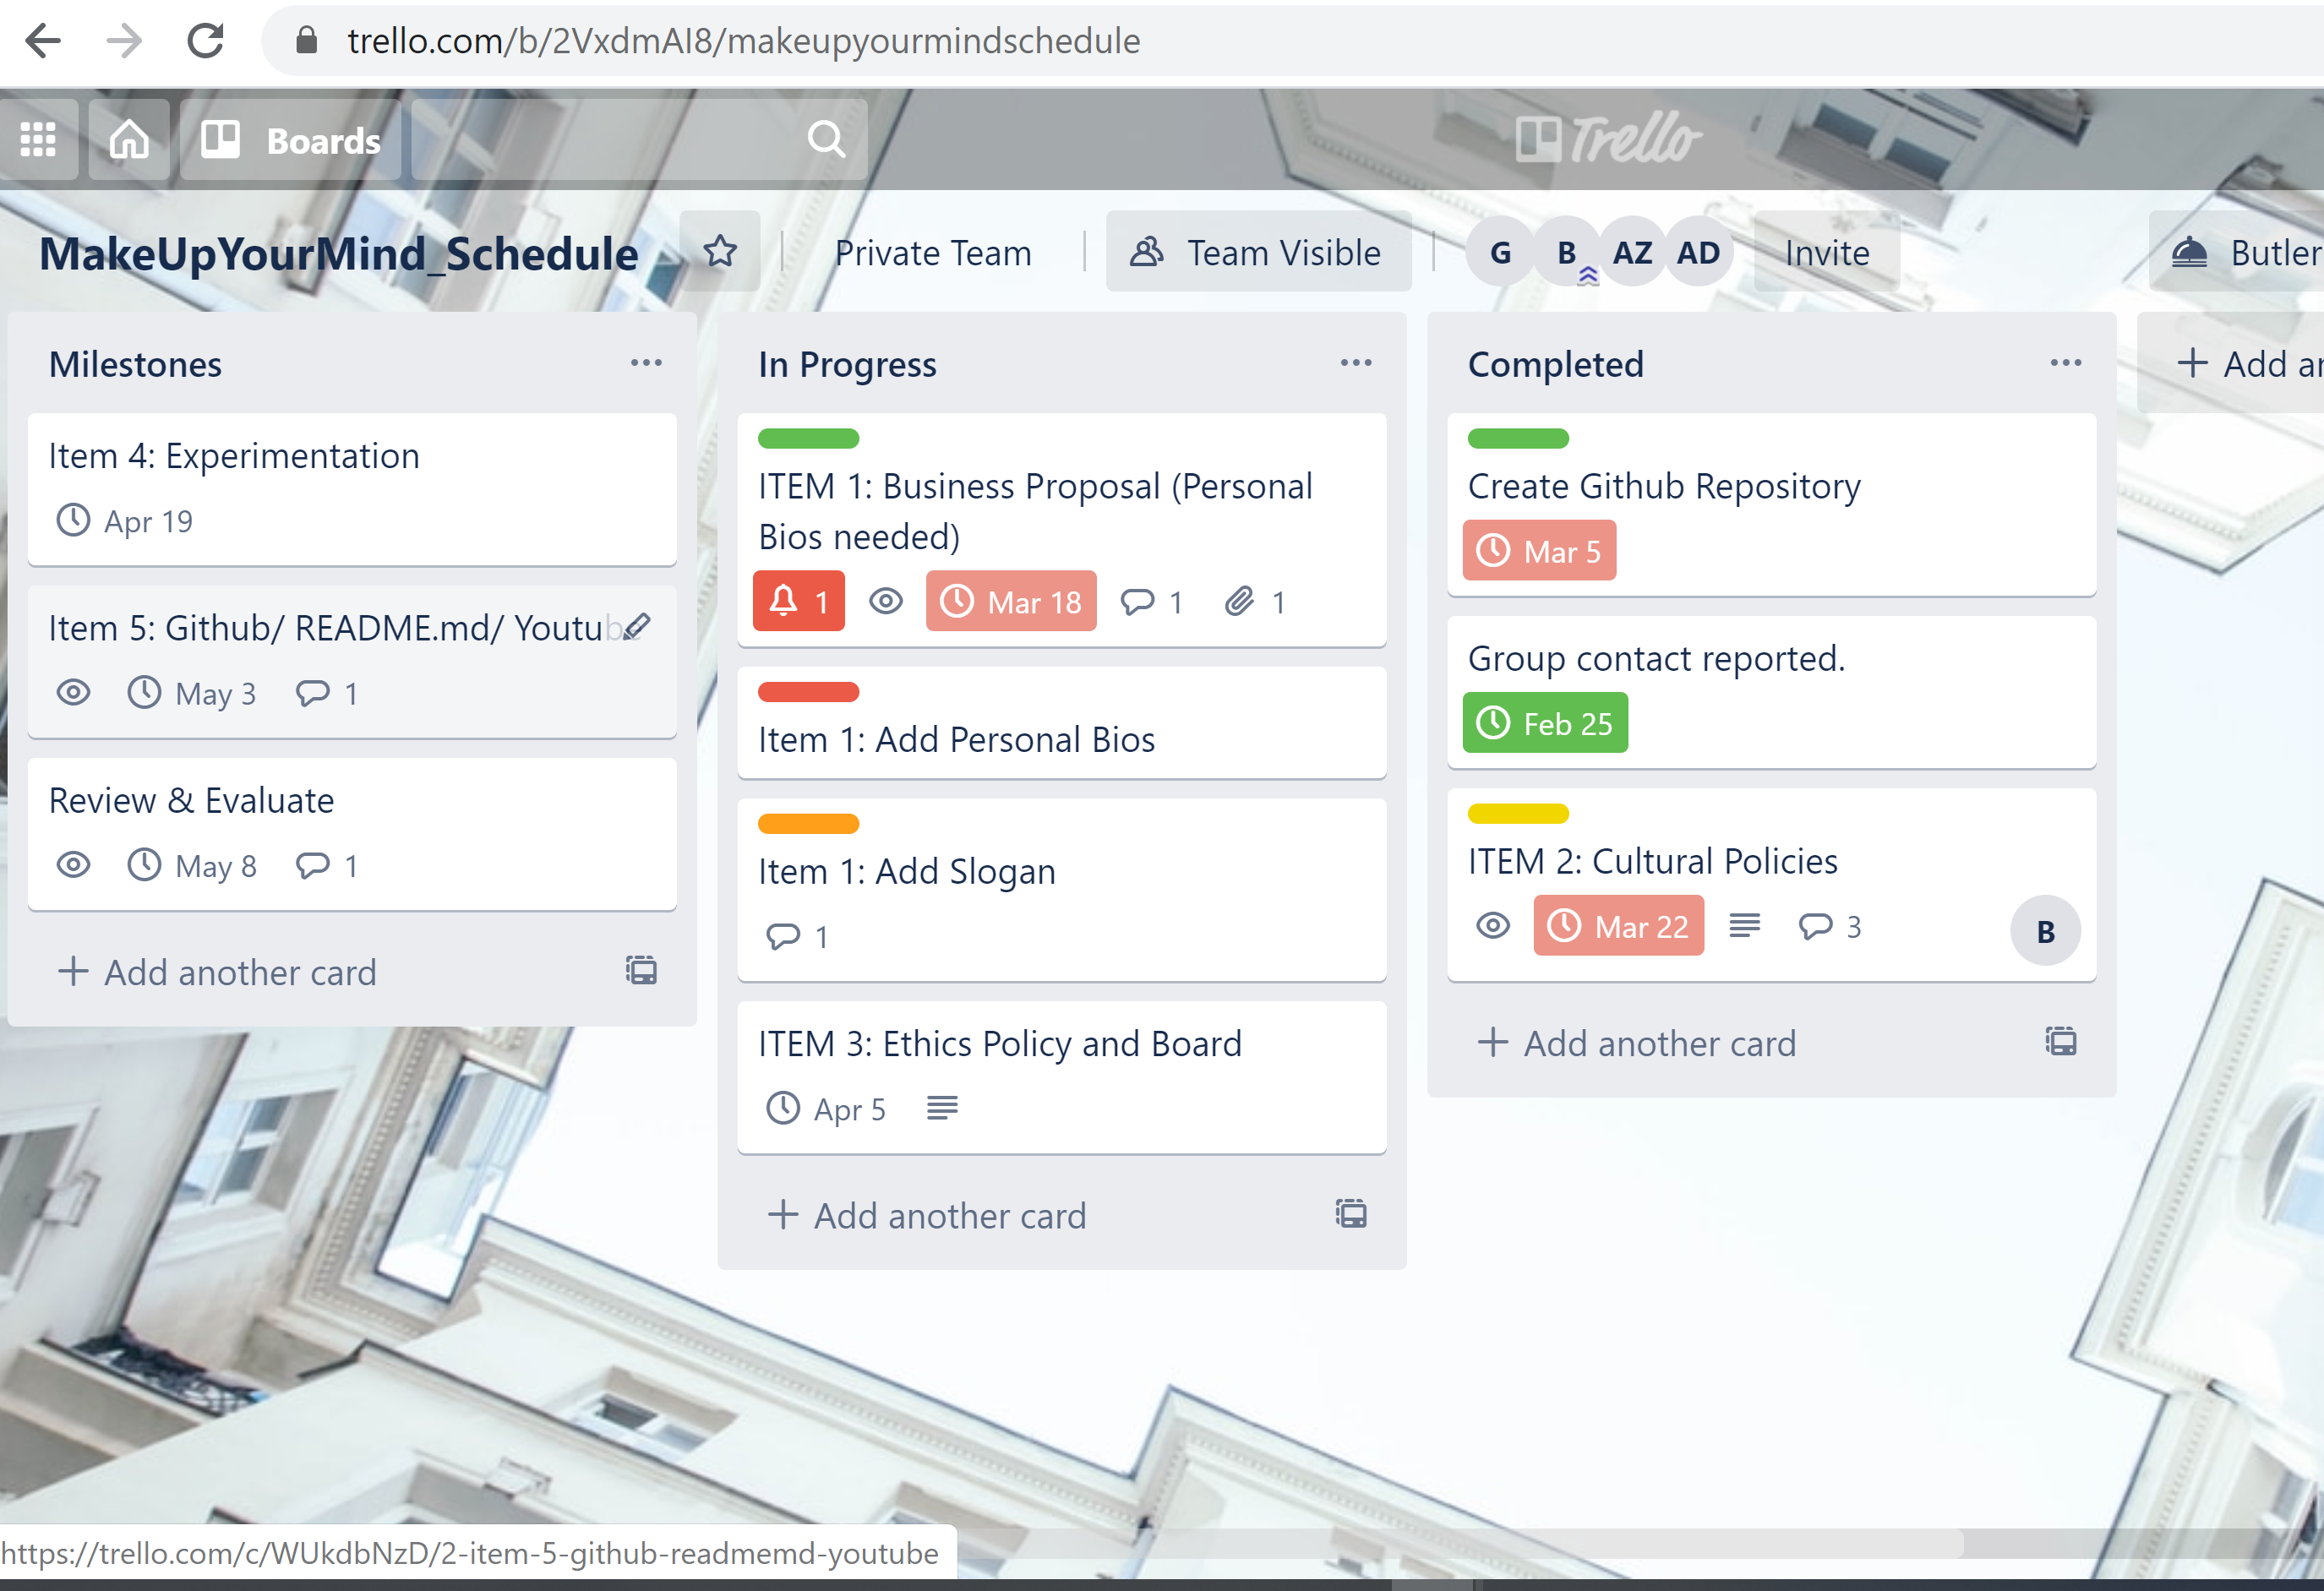 trello.com/b/2VxdmAI8/makeupyourmindschedule
Boards
Trello
MakeUpYourMind_Schedule
Private Team
Team Visible
G B AZ AD
Invite
Butler
Milestones
Item 4: Experimentation
Apr 19
Item 5: Github/ README.md/ Youtube
May 3 1
Review & Evaluate
May 8 1
+ Add another card
In Progress
ITEM 1: Business Proposal (Personal
Bios needed)
1 Mar 18 1 1
Item 1: Add Personal Bios
Item 1: Add Slogan
1
ITEM 3: Ethics Policy and Board
Apr 5
+ Add another card
Completed
Create Github Repository
Mar 5
Group contact reported.
Feb 25
ITEM 2: Cultural Policies
Mar 22 3
B
+ Add another card
+ Add
https://trello.com/c/WUkdbNzD/2-item-5-github-readmemd-youtube